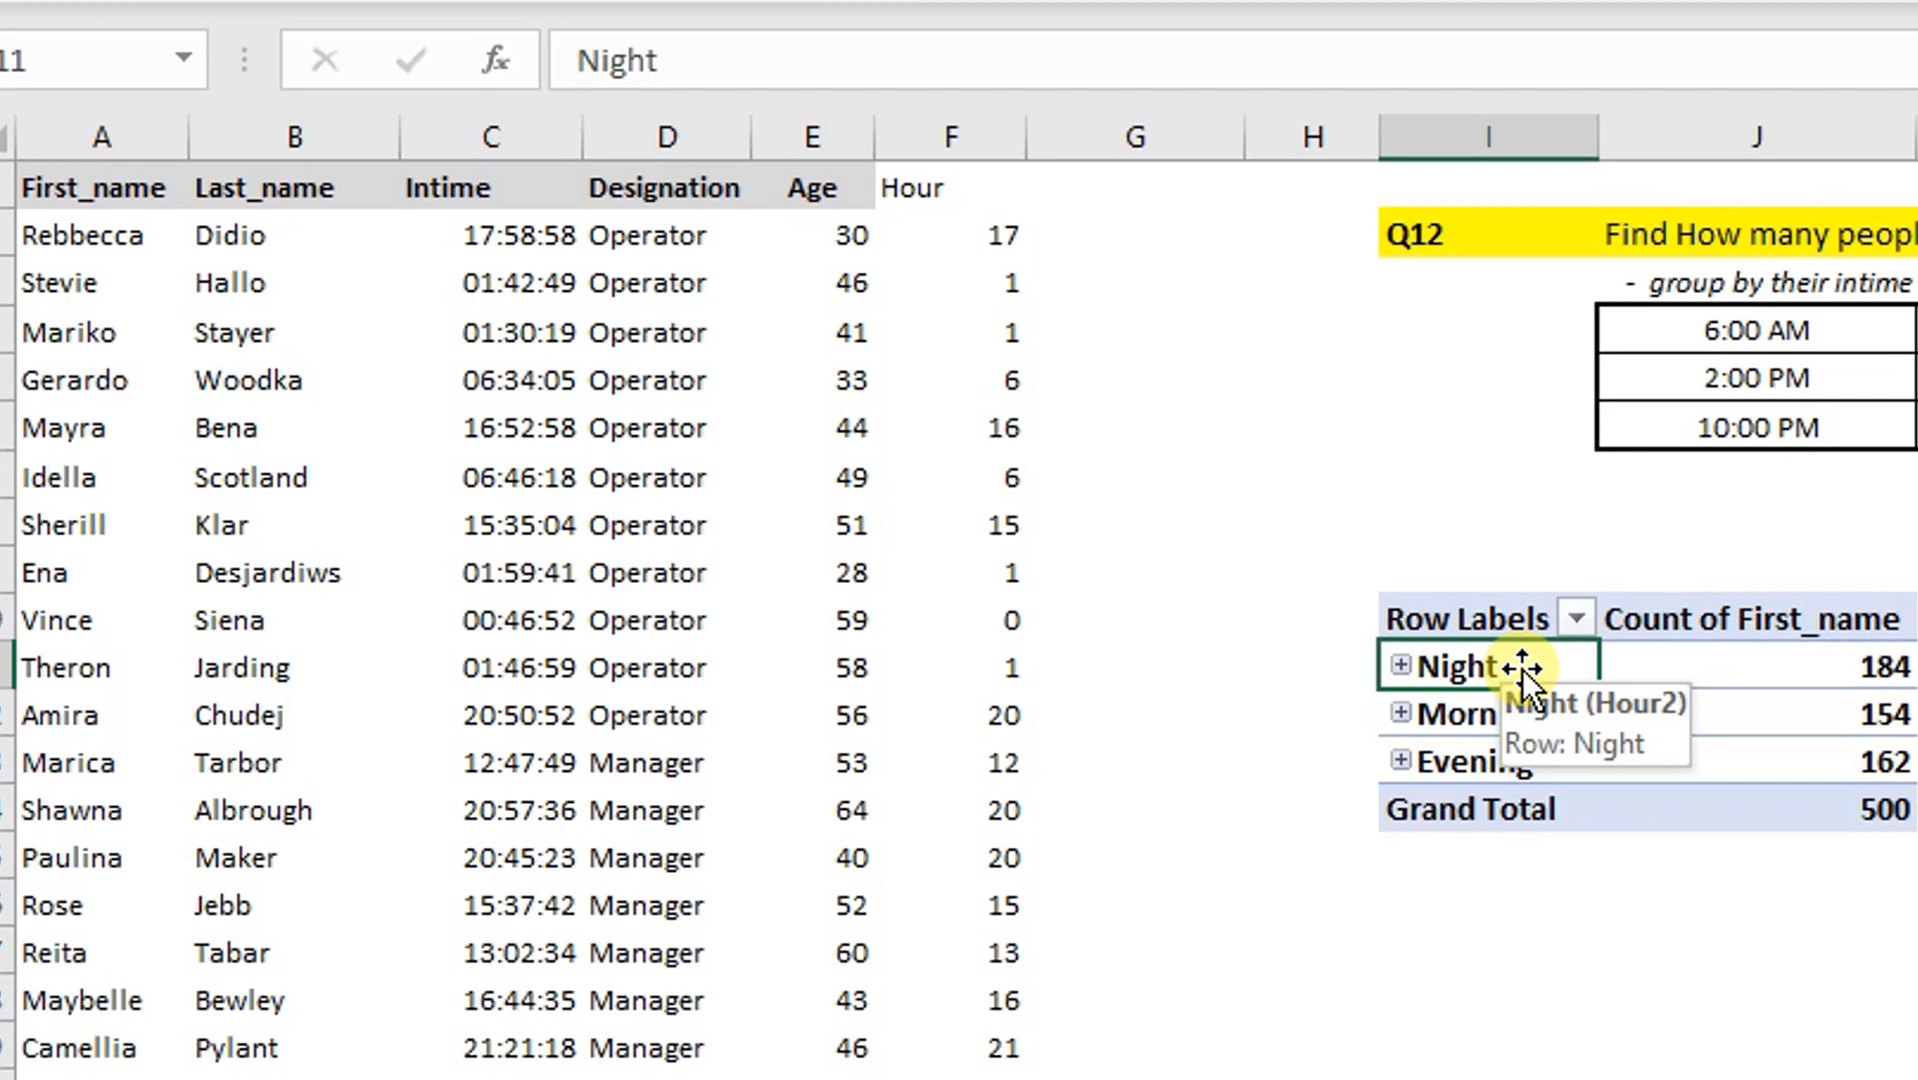 11 fx Night
A B C D E F G H I J
First_name Last_name Intime Designation Age Hour
Rebbecca Didio 17:58:58 Operator 30 17 Q12 Find How many peopl
Stevie Hallo 01:42:49 Operator 46 1 - group by their intime
Mariko Stayer 01:30:19 Operator 41 1 6:00 AM
Gerardo Woodka 06:34:05 Operator 33 6 2:00 PM
Mayra Bena 16:52:58 Operator 44 16 10:00 PM
Idella Scotland 06:46:18 Operator 49 6
Sherill Klar 15:35:04 Operator 51 15
Ena Desjardiws 01:59:41 Operator 28 1
Vince Siena 00:46:52 Operator 59 0 Row Labels Count of First_name
Theron Jarding 01:46:59 Operator 58 1 Night 184
Amira Chudej 20:50:52 Operator 56 20 Morn Night (Hour2) 154
Row: Night
Marica Tarbor 12:47:49 Manager 53 12 Evening 162
Shawna Albrough 20:57:36 Manager 64 20 Grand Total 500
Paulina Maker 20:45:23 Manager 40 20
Rose Jebb 15:37:42 Manager 52 15
Reita Tabar 13:02:34 Manager 60 13
Maybelle Bewley 16:44:35 Manager 43 16
Camellia Pylant 21:21:18 Manager 46 21